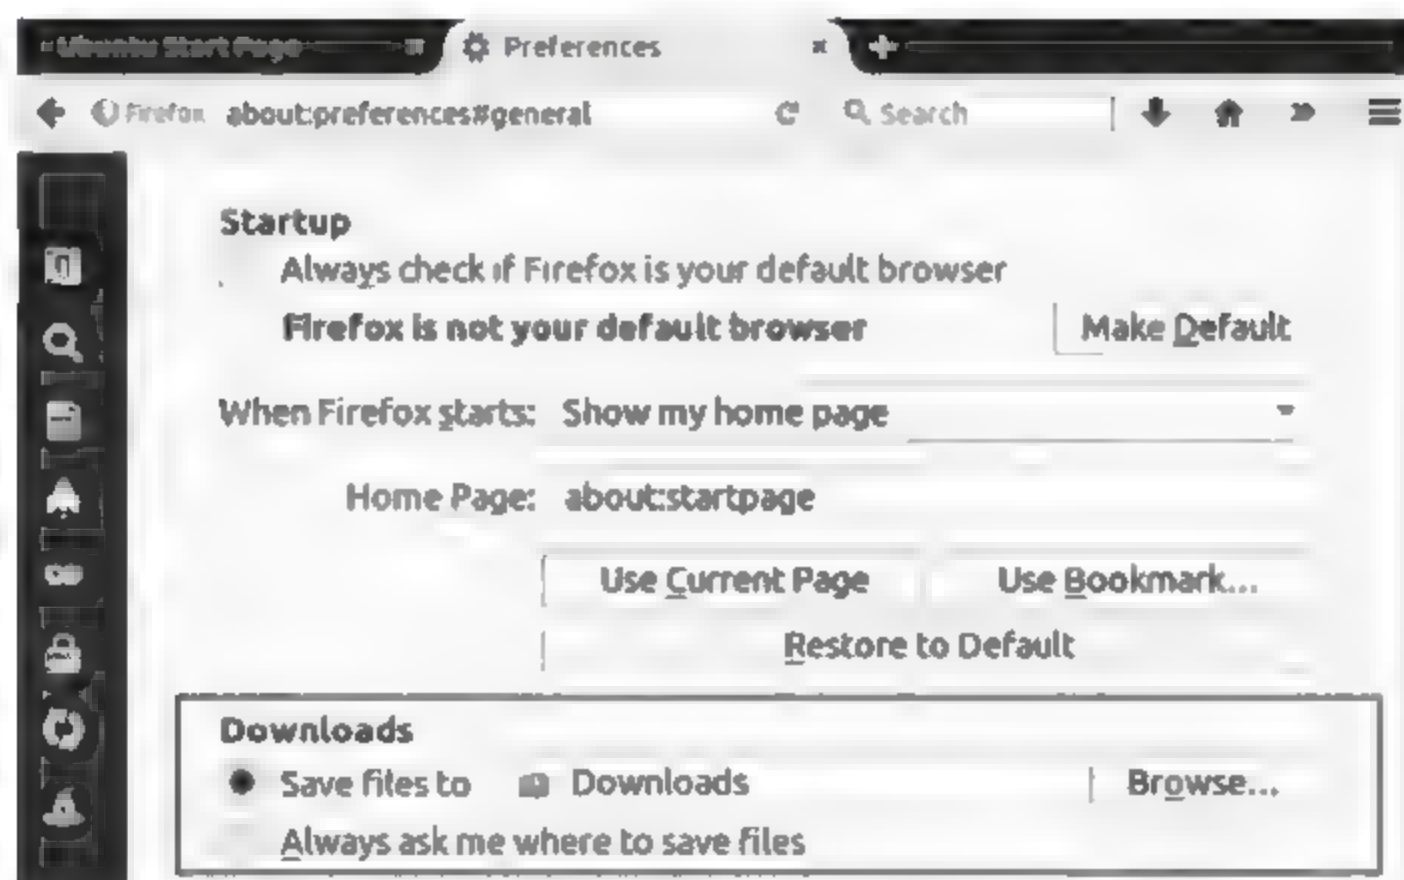 Ubuntu Start Page Preferences
Firefox about:preferences#general Search
Startup
Always check if Firefox is your default browser
Firefox is not your default browser Make Default
When Firefox starts: Show my home page
Home Page: about:startpage
Use Current Page Use Bookmark...
Restore to Default
Downloads
Save files to Downloads Browse...
Always ask me where to save files